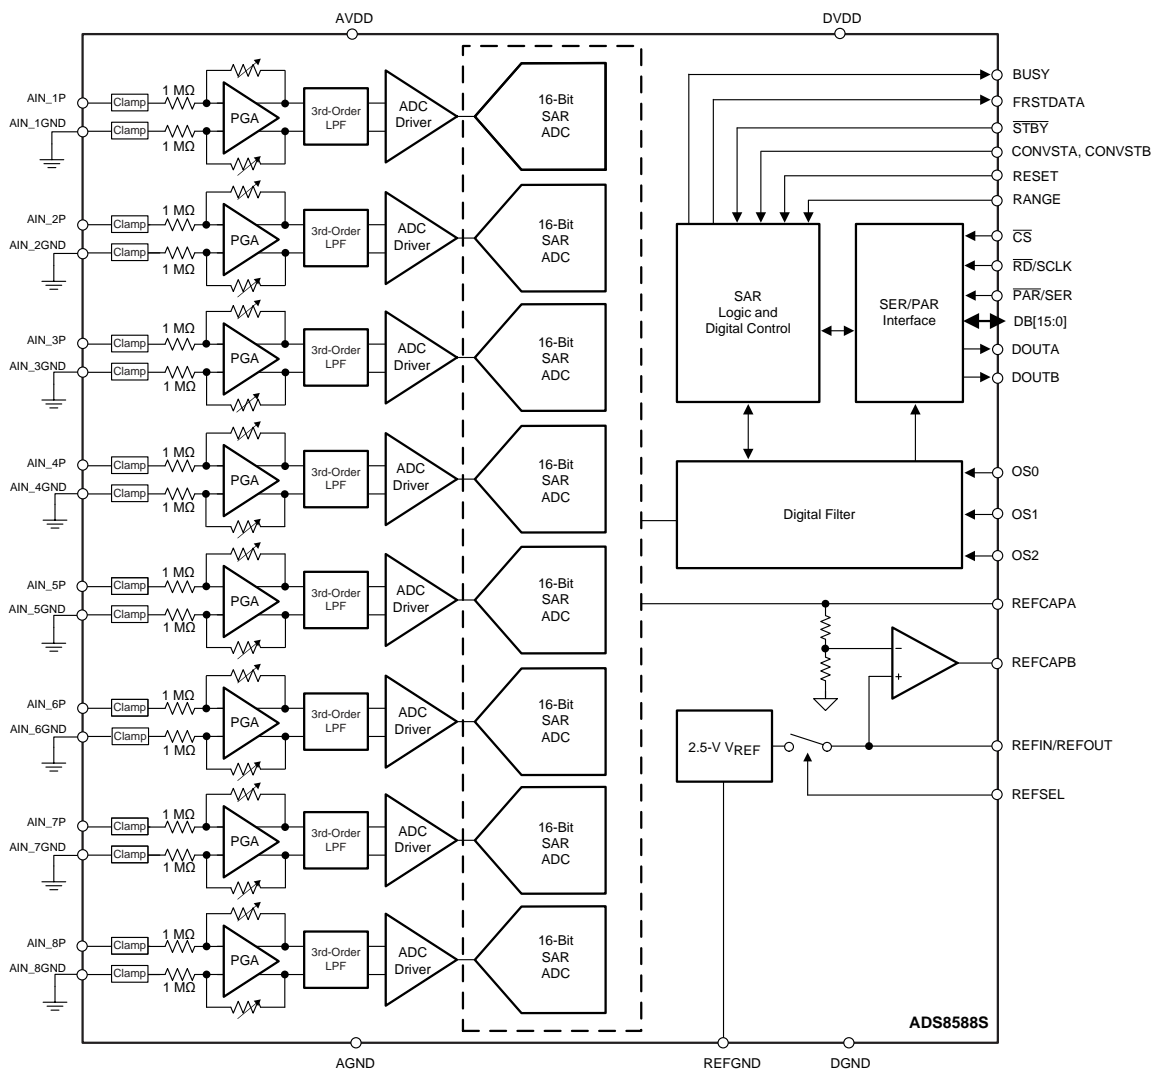 AVDD
DVDD
AIN_1P
Clamp
1 MΩ
AIN_1GND
Clamp
1 MΩ
PGA
3rd-Order
LPF
ADC
Driver
16-Bit
SAR
ADC
AIN_2P
Clamp
1 MΩ
AIN_2GND
Clamp
1 MΩ
PGA
3rd-Order
LPF
ADC
Driver
16-Bit
SAR
ADC
AIN_3P
Clamp
1 MΩ
AIN_3GND
Clamp
1 MΩ
PGA
3rd-Order
LPF
ADC
Driver
16-Bit
SAR
ADC
AIN_4P
Clamp
1 MΩ
AIN_4GND
Clamp
1 MΩ
PGA
3rd-Order
LPF
ADC
Driver
16-Bit
SAR
ADC
AIN_5P
Clamp
1 MΩ
AIN_5GND
Clamp
1 MΩ
PGA
3rd-Order
LPF
ADC
Driver
16-Bit
SAR
ADC
AIN_6P
Clamp
1 MΩ
AIN_6GND
Clamp
1 MΩ
PGA
3rd-Order
LPF
ADC
Driver
16-Bit
SAR
ADC
AIN_7P
Clamp
1 MΩ
AIN_7GND
Clamp
1 MΩ
PGA
3rd-Order
LPF
ADC
Driver
16-Bit
SAR
ADC
AIN_8P
Clamp
1 MΩ
AIN_8GND
Clamp
1 MΩ
PGA
3rd-Order
LPF
ADC
Driver
16-Bit
SAR
ADC
BUSY
FRSTDATA
STBY
CONVSTA, CONVSTB
RESET
RANGE
CS
RD/SCLK
PAR/SER
DB[15:0]
DOUTA
DOUTB
SAR
Logic and
Digital Control
SER/PAR
Interface
Digital Filter
OS0
OS1
OS2
REFCAPA
−
+
REFCAPB
2.5-V VREF
REFIN/REFOUT
REFSEL
ADS8588S
AGND
REFGND
DGND